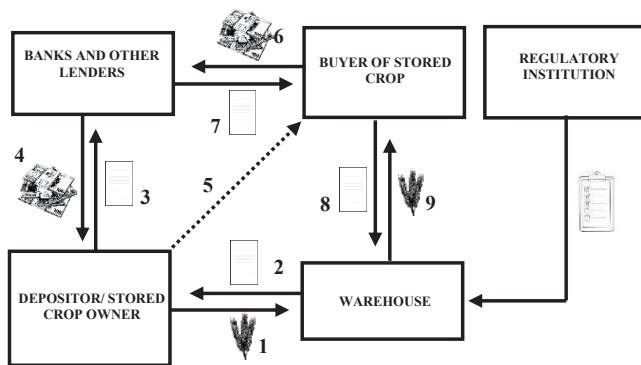 6
BANKS AND OTHER
LENDERS
BUYER OF STORED
CROP
REGULATORY
INSTITUTION
7
4
3
5
8
9
2
DEPOSITOR/ STORED
CROP OWNER
WAREHOUSE
1